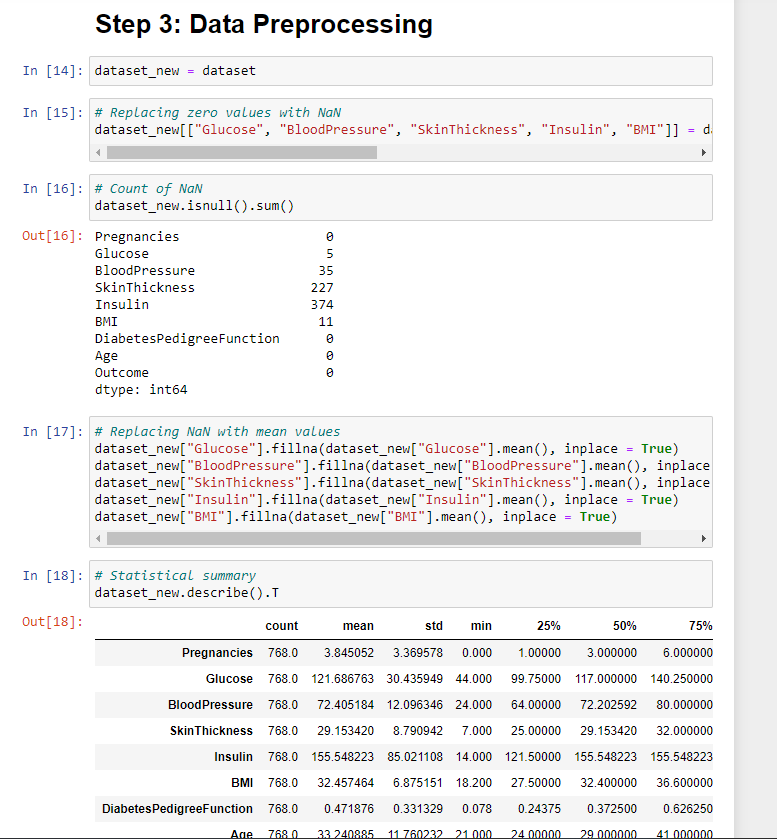 Step 3: Data Preprocessing
In [14]: dataset_new = dataset
In [15]: # Replacing zero values with NaN
dataset_new[["Glucose", "BloodPressure", "SkinThickness", "Insulin", "BMI"]] = d
In [16]: # Count of NaN
dataset_new.isnull().sum()
Out[16]: Pregnancies 0
Glucose 5
BloodPressure 35
SkinThickness 227
Insulin 374
BMI 11
DiabetesPedigreeFunction 0
Age 0
Outcome 0
dtype: int64
In [17]: # Replacing NaN with mean values
dataset_new["Glucose"].fillna(dataset_new["Glucose"].mean(), inplace = True)
dataset_new["BloodPressure"].fillna(dataset_new["BloodPressure"].mean(), inplace
dataset_new["SkinThickness"].fillna(dataset_new["SkinThickness"].mean(), inplace
dataset_new["Insulin"].fillna(dataset_new["Insulin"].mean(), inplace = True)
dataset_new["BMI"].fillna(dataset_new["BMI"].mean(), inplace = True)
In [18]: # Statistical summary
dataset_new.describe().T
Out[18]:
count mean std min 25% 50% 75%
Pregnancies 768.0 3.845052 3.369578 0.000 1.00000 3.000000 6.000000
Glucose 768.0 121.686763 30.435949 44.000 99.75000 117.000000 140.250000
BloodPressure 768.0 72.405184 12.096346 24.000 64.00000 72.202592 80.000000
SkinThickness 768.0 29.153420 8.790942 7.000 25.00000 29.153420 32.000000
Insulin 768.0 155.548223 85.021108 14.000 121.50000 155.548223 155.548223
BMI 768.0 32.457464 6.875151 18.200 27.50000 32.400000 36.600000
DiabetesPedigreeFunction 768.0 0.471876 0.331329 0.078 0.24375 0.372500 0.626250
Age 768.0 33.240885 11.760232 21.000 24.00000 29.000000 41.000000